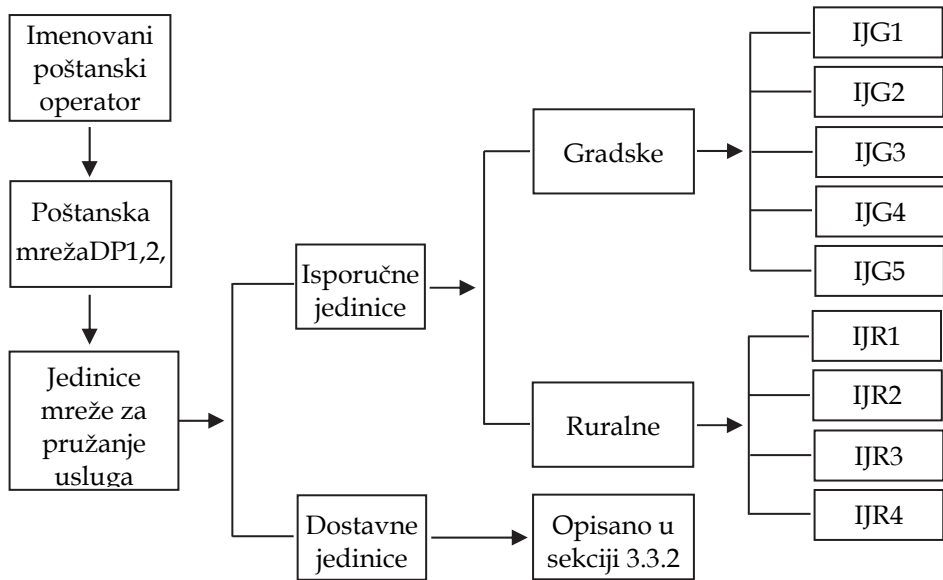 Imenovani
poštanski
operator
Poštanska
mrežaDP1,2,
Jedinice
mreže za
pružanje
usluga
Isporučne
jedinice
Dostavne
jedinice
Gradske
Ruralne
Opisano u
sekciji 3.3.2
IJG1
IJG2
IJG3
IJG4
IJG5
IJR1
IJR2
IJR3
IJR4